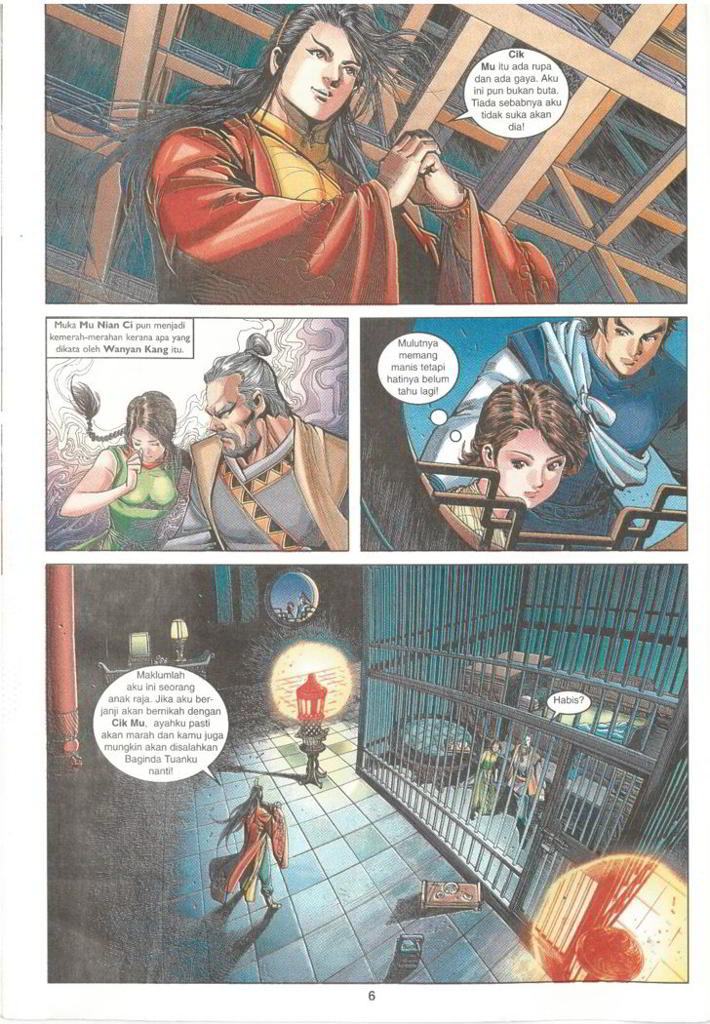 Cik
Mu itu ada rupa
dan ada gaya. Aku
ini pun bukan buta.
Tiada sebabnya aku
tidak suka akan
dia!
Muka Mu Nian Ci pun menjadi
kemerah-merahan kerana apa yang
dikata oleh Wanyan Kang itu.
Mulutnya
memang
manis tetapi
hatinya belum
tahu lagi!
Maklumlah
aku ini seorang
anak raja. Jika aku ber-
janji akan bernikah dengan
Cik Mu, ayahku pasti
akan marah dan kamu juga
mungkin akan disalahkan
Baginda Tuanku
nanti!
Habis?
6